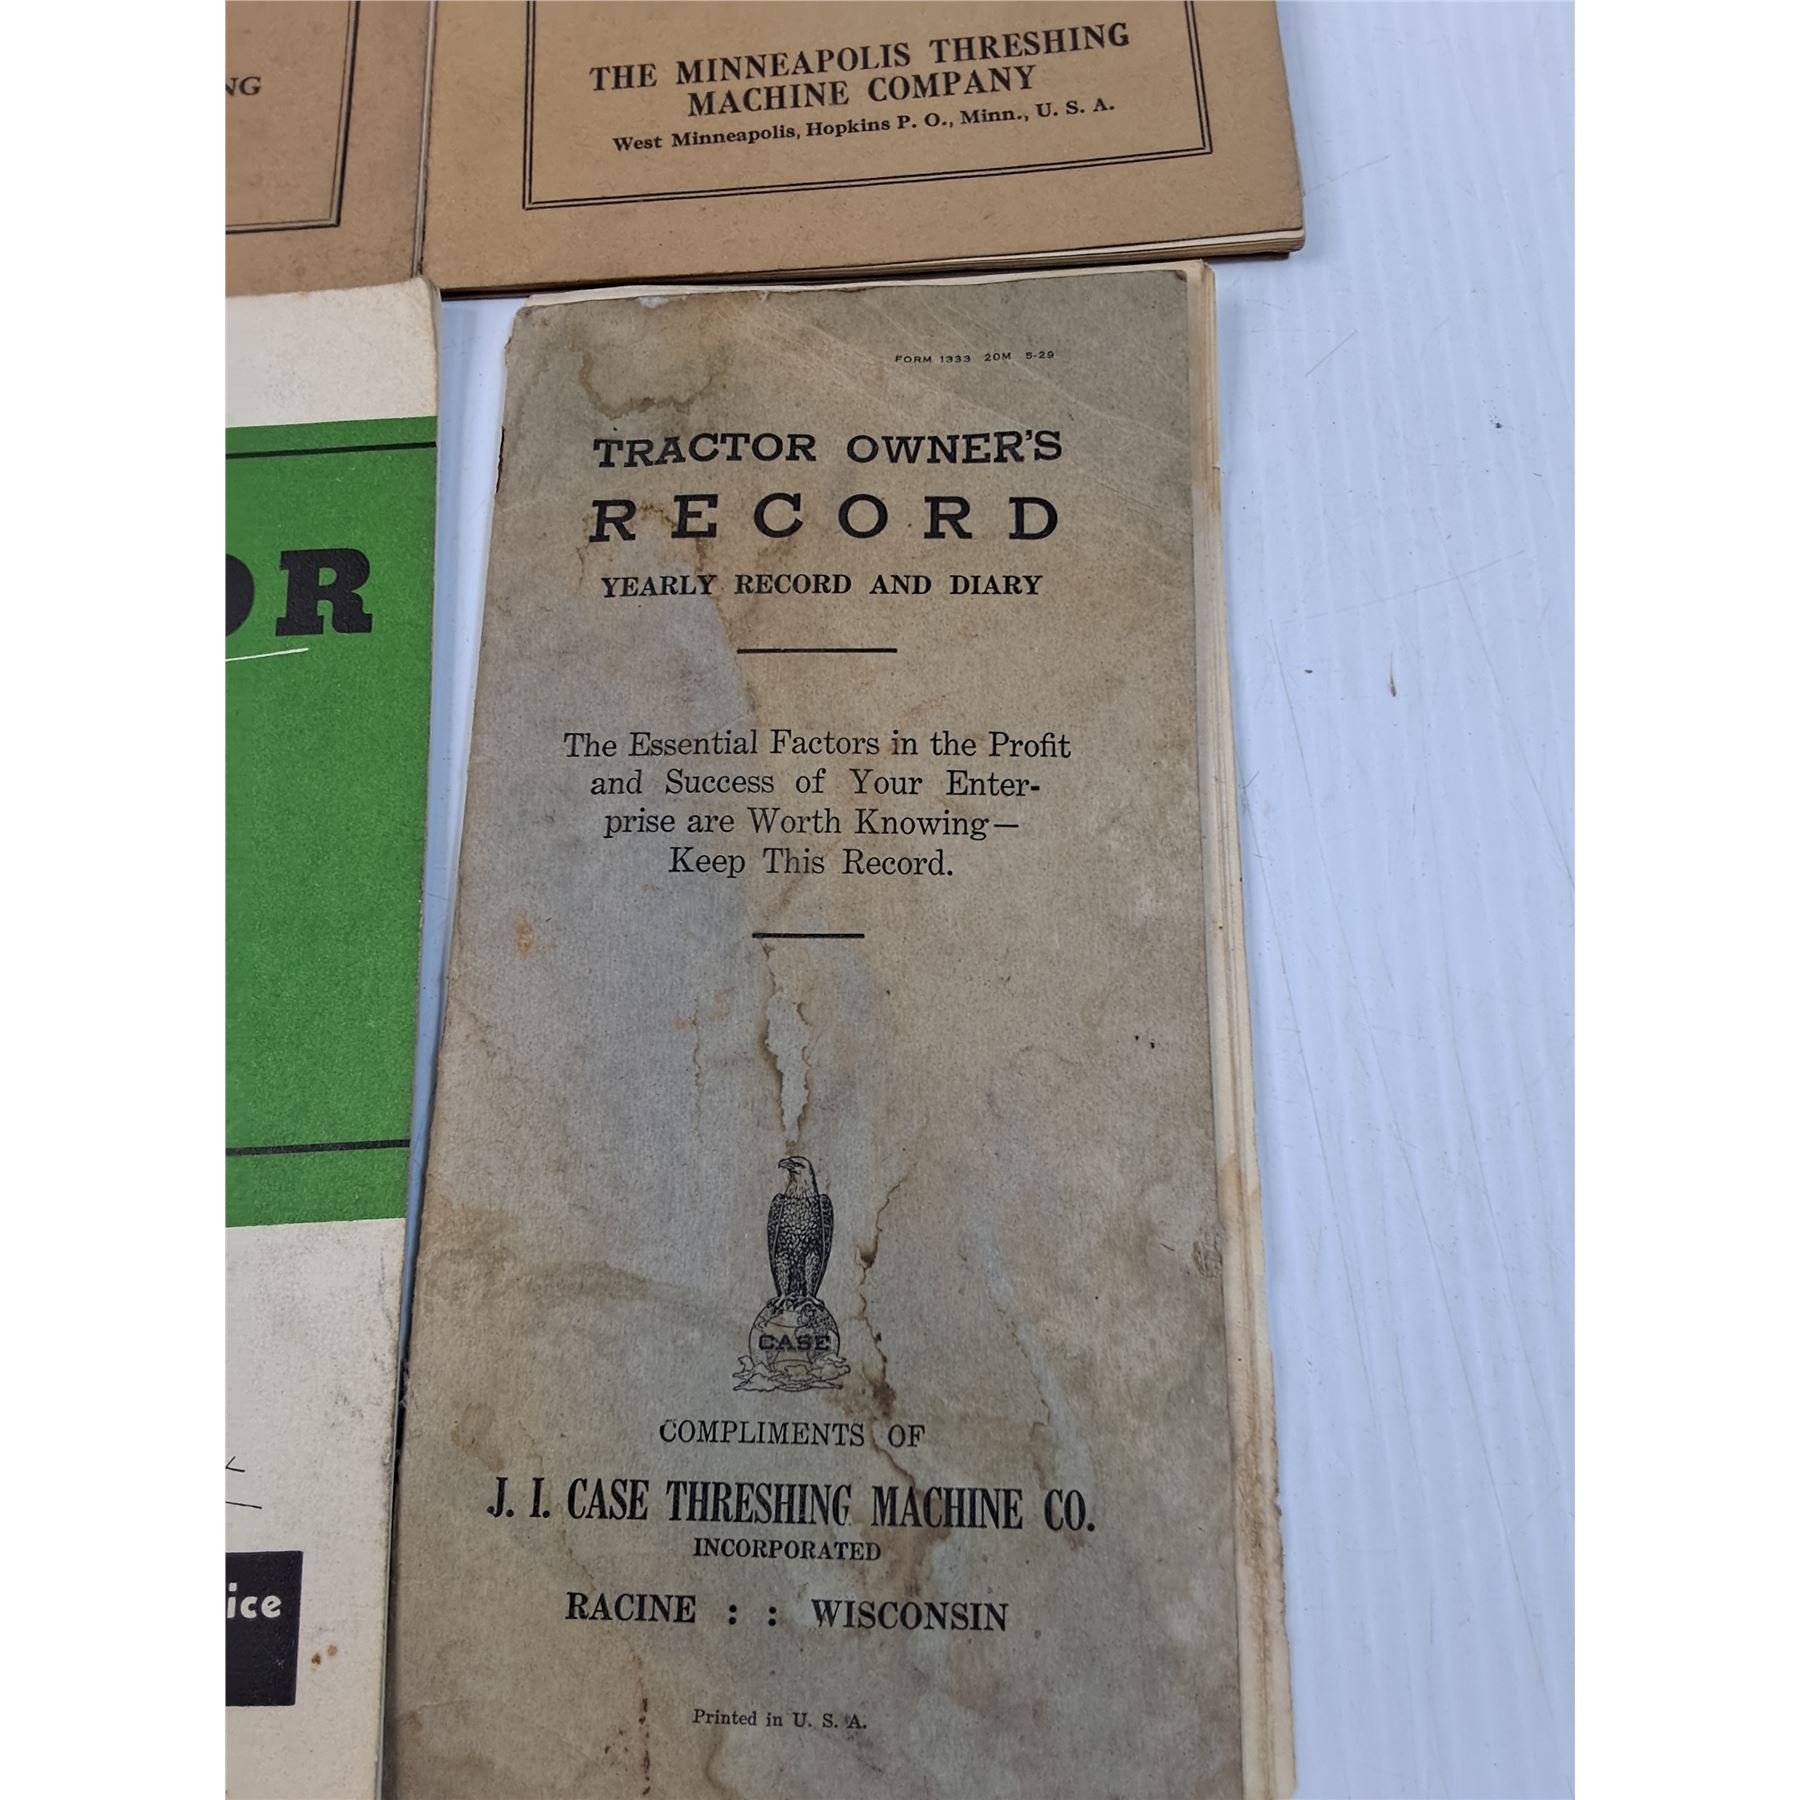 THE MINNEAPOLIS THRESHING
MACHINE COMPANY
West Minneapolis, Hopkins P. O., Minn., U. S. A.
NG
OR
ice
FORM 1333 20M 5-29
TRACTOR OWNER'S
RECORD
YEARLY RECORD AND DIARY
The Essential Factors in the Profit
and Success of Your Enter-
prise are Worth Knowing—
Keep This Record.
CASE
COMPLIMENTS OF
J. I. CASE THRESHING MACHINE CO.
INCORPORATED
RACINE : : WISCONSIN
Printed in U. S. A.